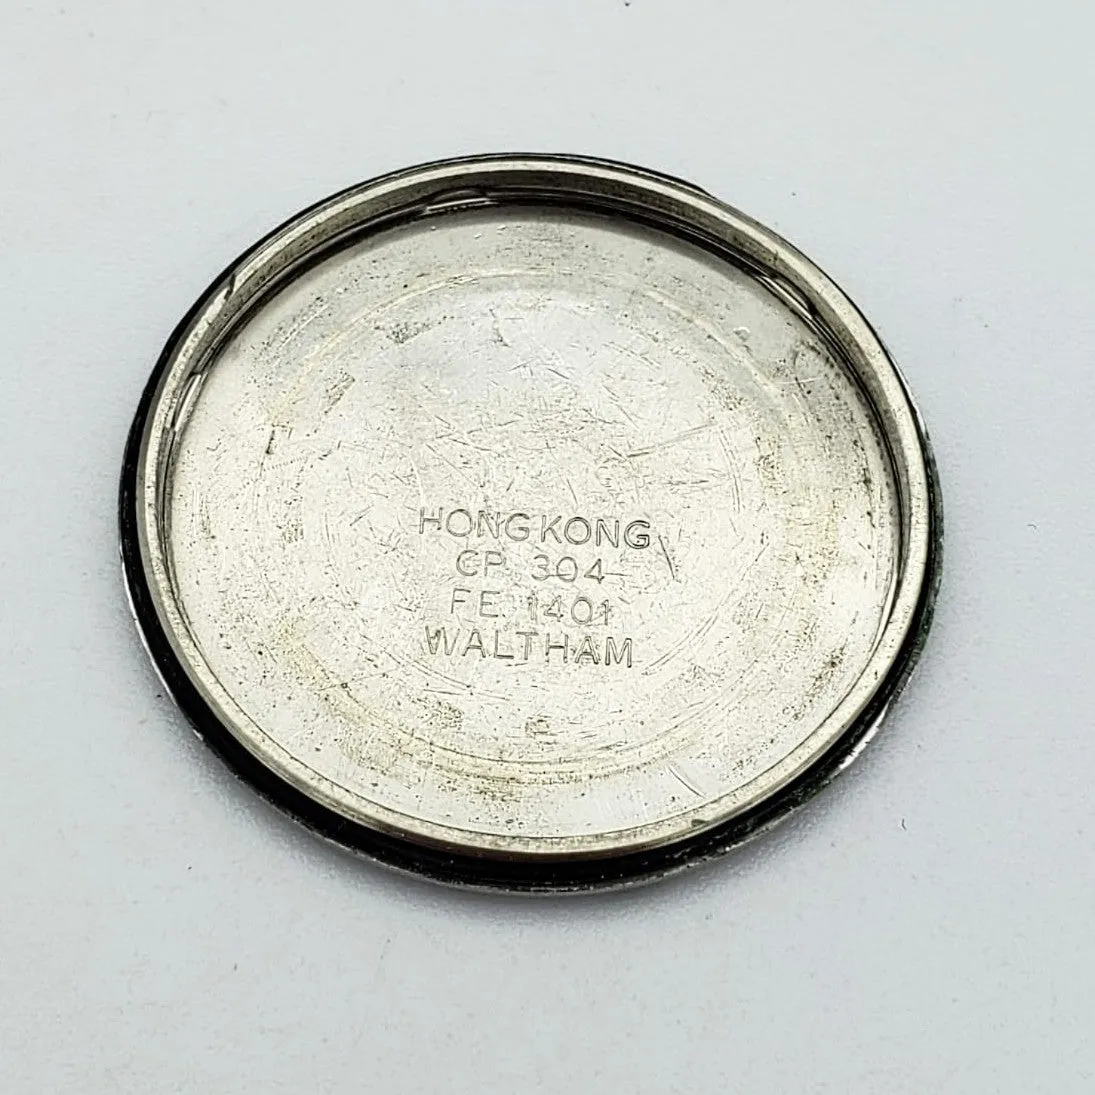 HONG KONG
CP. 304
FE. 1401
WALTHAM